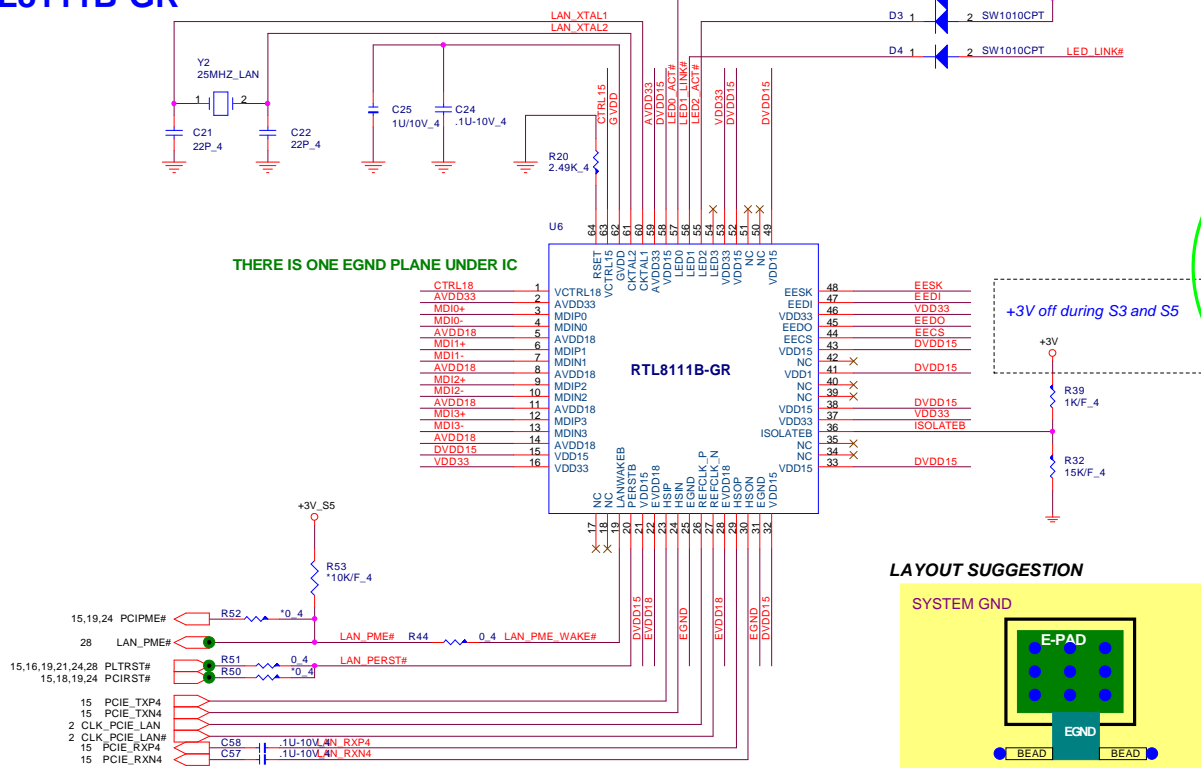 L8111B-GR
LAN_XTAL1
LAN_XTAL2
D3 1 2 SW1010CPT
D4 1 2 SW1010CPT LED_LINK#
Y2
25MHZ_LAN
1 2
C21
22P_4
C22
22P_4
C25
1U/10V_4
C24
.1U-10V_4
R20
2.49K_4
CTRL15
GVDD
AVDD33
DVDD15
LED0_ACT#
LED1_LINK#
LED2_ACT#
VDD33
DVDD15
DVDD15
U6
64 63 62 61 60 59 58 57 56 55 54 53 52 51 50 49
RSET
VCTRL15
GVDD
CKTAL2
CKTAL1
AVDD33
VDD15
LED0
LED1
LED2
LED3
VDD33
VDD15
NC
NC
VDD15
THERE IS ONE EGND PLANE UNDER IC
CTRL18 1 VCTRL18
AVDD33 2 AVDD33
MDI0+ 3 MDIP0
MDI0- 4 MDIN0
AVDD18 5 AVDD18
MDI1+ 6 MDIP1
MDI1- 7 MDIN1
AVDD18 8 AVDD18
MDI2+ 9 MDIP2
MDI2- 10 MDIN2
AVDD18 11 AVDD18
MDI3+ 12 MDIP3
MDI3- 13 MDIN3
AVDD18 14 AVDD18
DVDD15 15 VDD15
VDD33 16 VDD33
RTL8111B-GR
EESK 48 EESK
EEDI 47 EEDI
VDD33 46 VDD33
EEDO 45 EEDO
EECS 44 EECS
VDD15 43 DVDD15
NC 42
VDD1 41 DVDD15
NC 40
NC 39
VDD15 38 DVDD15
VDD33 37 VDD33
ISOLATEB 36 ISOLATEB
NC 35
NC 34
VDD15 33 DVDD15
NC
NC
LANWAKEB
PERSTB
VDD15
EVDD18
HSIP
HSIN
EGND
REFCLK_P
REFCLK_N
EVDD18
HSOP
HSON
EGND
VDD15
17 18 19 20 21 22 23 24 25 26 27 28 29 30 31 32
DVDD15
EVDD18
EGND
EVDD18
EGND
DVDD15
+3V off during S3 and S5
+3V
R39
1K/F_4
R32
15K/F_4
+3V_S5
R53
*10K/F_4
15,19,24 PCIPME# R52 *0_4
28 LAN_PME# LAN_PME# R44 0_4 LAN_PME_WAKE#
15,16,19,21,24,28 PLTRST# R51 0_4 LAN_PERST#
15,18,19,24 PCIRST# R50 *0_4
15 PCIE_TXP4
15 PCIE_TXN4
2 CLK_PCIE_LAN
2 CLK_PCIE_LAN#
15 PCIE_RXP4 C58 .1U-10V_4 LAN_RXP4
15 PCIE_RXN4 C57 .1U-10V_4 LAN_RXN4
LAYOUT SUGGESTION
SYSTEM GND
E-PAD
EGND
BEAD BEAD